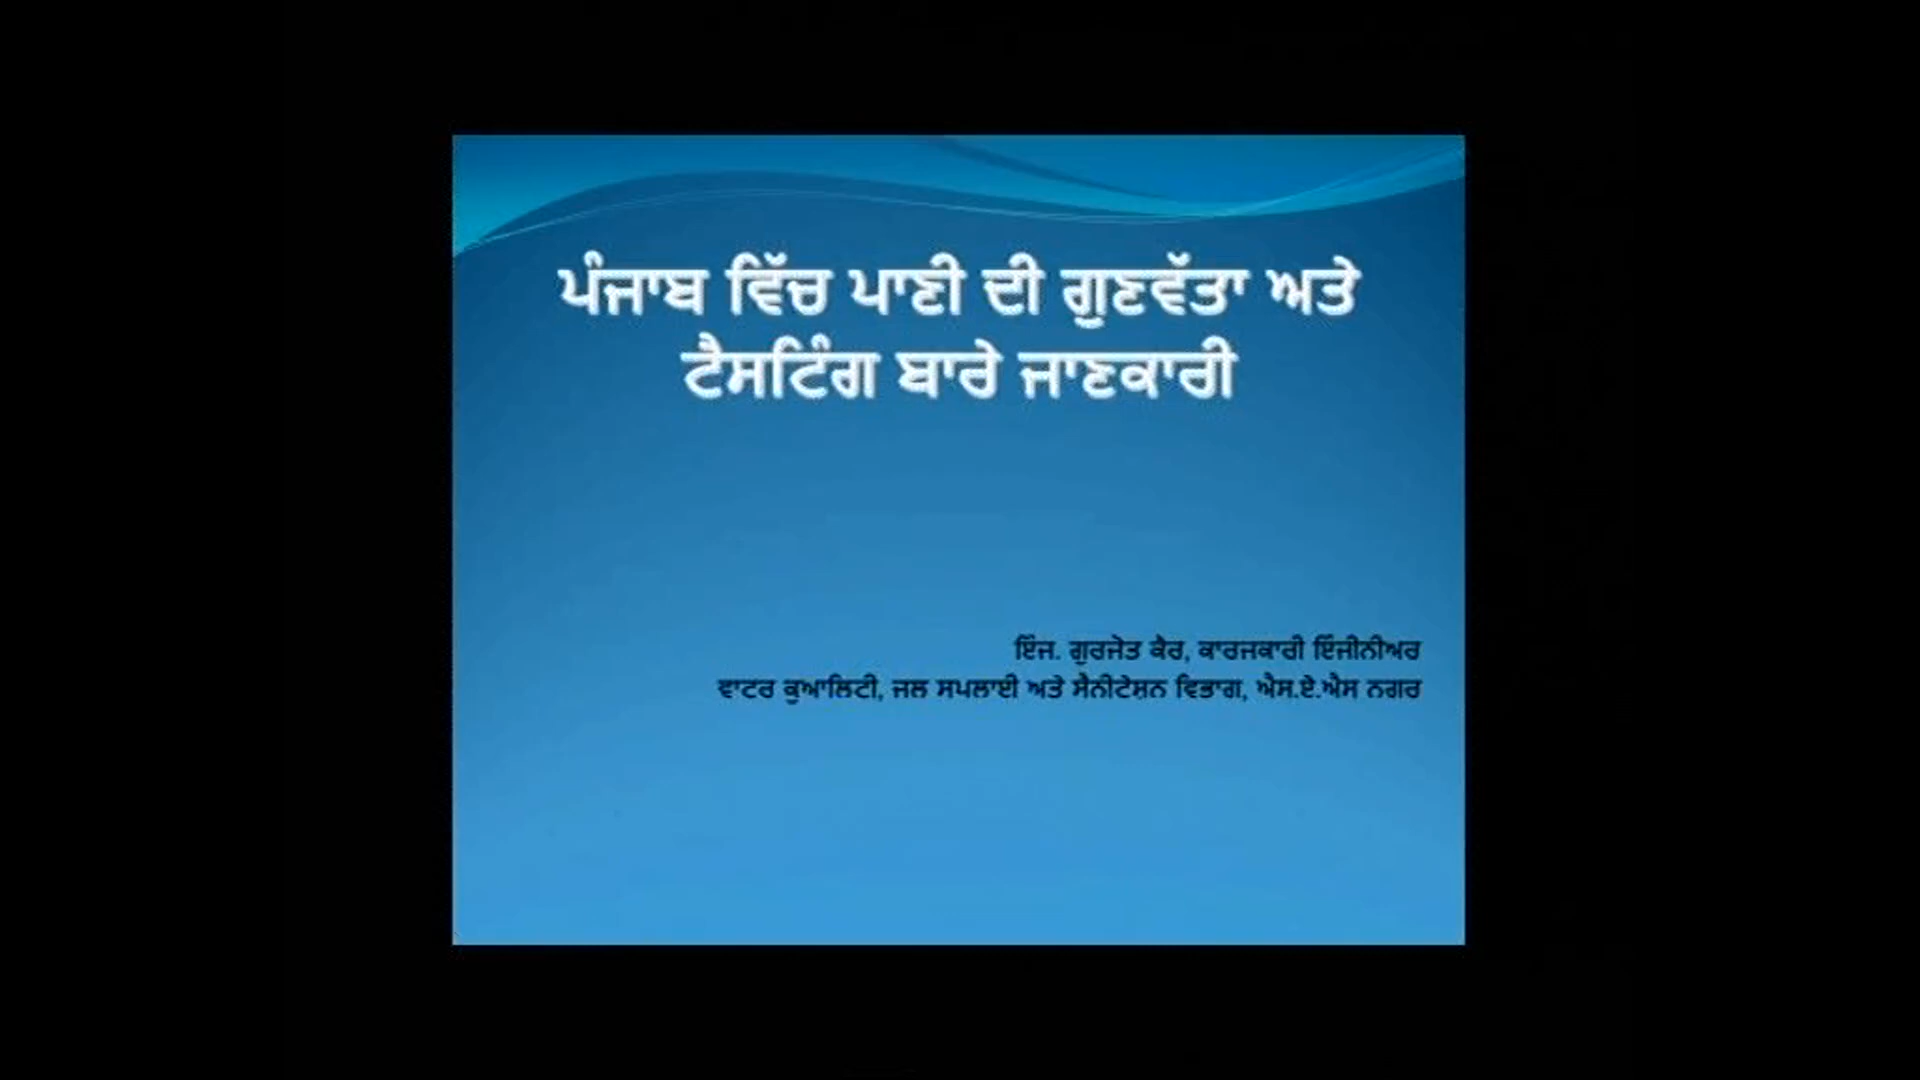 ਪੰਜਾਬ ਵਿੱਚ ਪਾਣੀ ਦੀ ਗੁਣਵੱਤਾ ਅਤੇ
ਟੈਸਟਿੰਗ ਬਾਰੇ ਜਾਣਕਾਰੀ
ਇੰਜ. ਗੁਰਜੋਤ ਕੈਰ, ਕਾਰਜਕਾਰੀ ਇੰਜੀਨੀਅਰ
ਵਾਟਰ ਕੁਆਲਿਟੀ, ਜਲ ਸਪਲਾਈ ਅਤੇ ਸੈਨੀਟੇਸ਼ਨ ਵਿਭਾਗ, ਐਸ.ਏ.ਐਸ ਨਗਰ